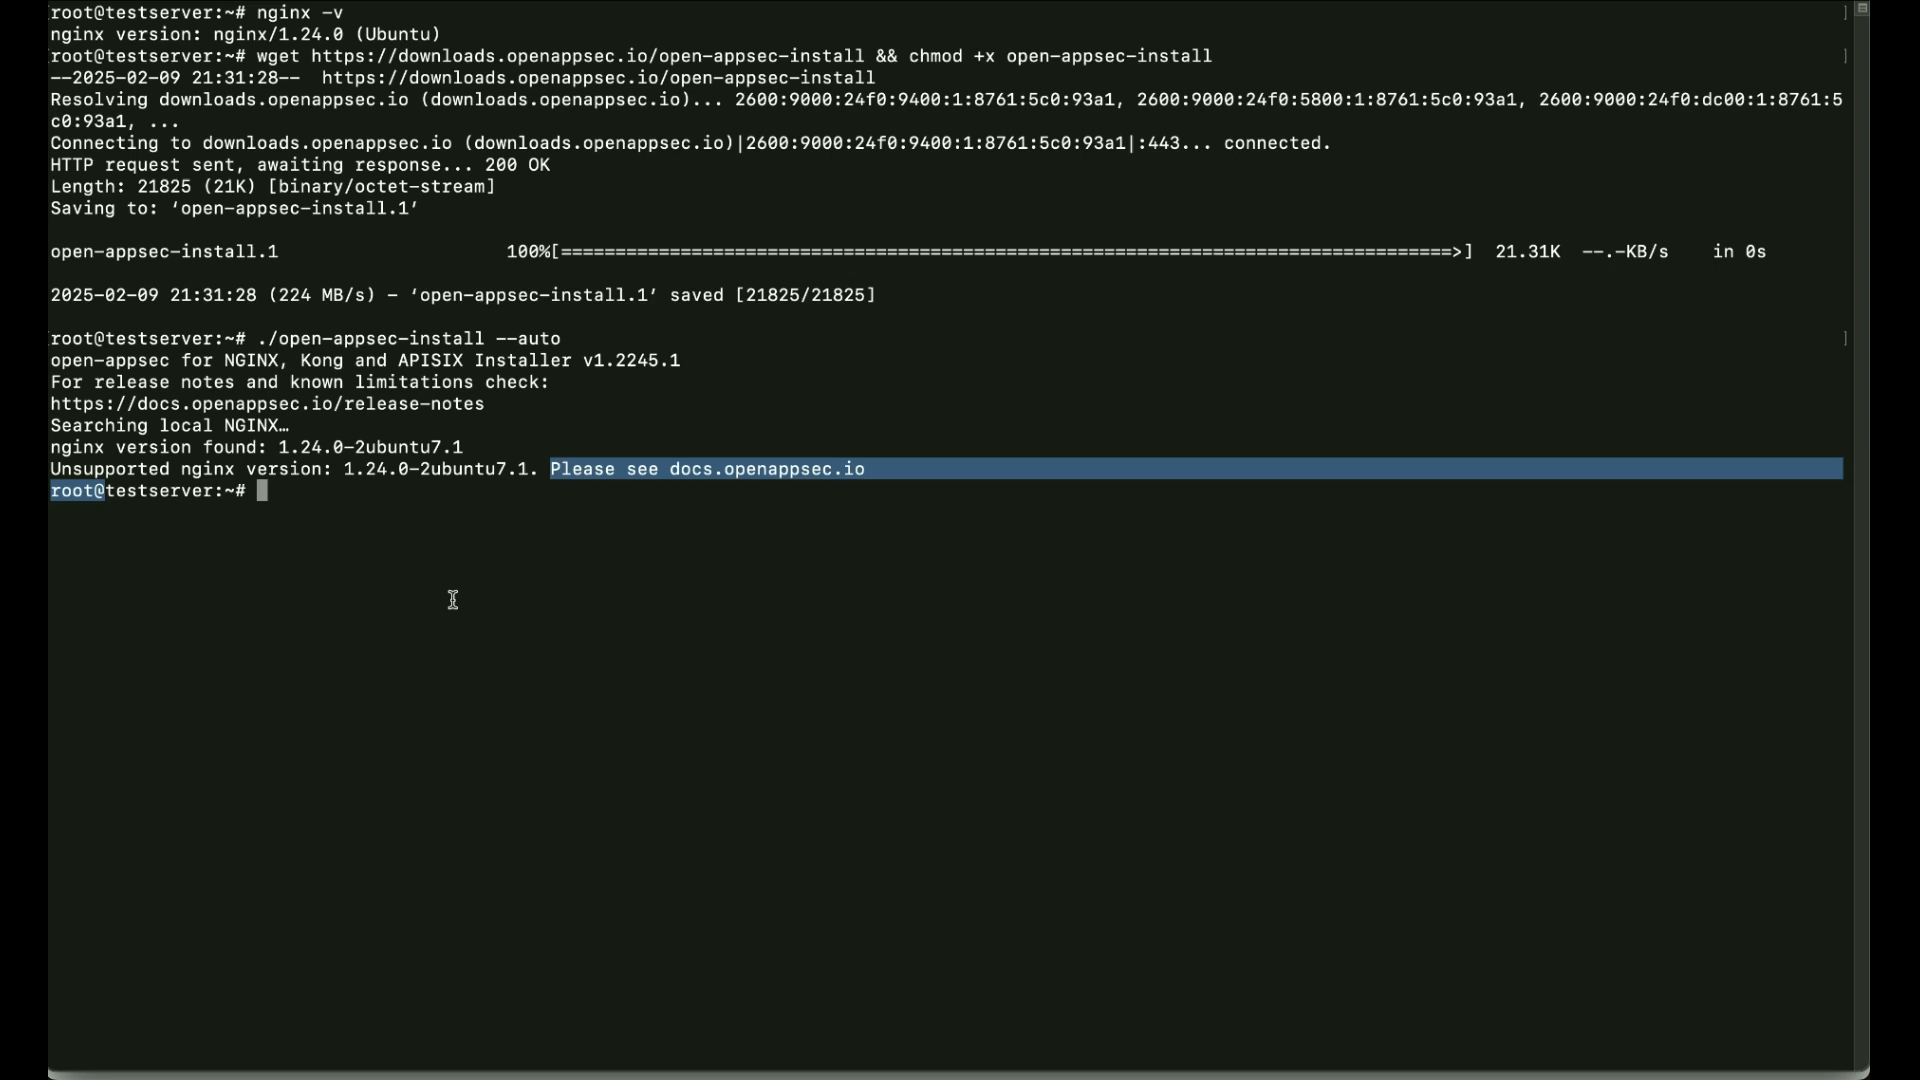 root@testserver:~# nginx -v
nginx version: nginx/1.24.0 (Ubuntu)
root@testserver:~# wget https://downloads.openappsec.io/open-appsec-install && chmod +x open-appsec-install
--2025-02-09 21:31:28--  https://downloads.openappsec.io/open-appsec-install
Resolving downloads.openappsec.io (downloads.openappsec.io)... 2600:9000:24f0:9400:1:8761:5c0:93a1, 2600:9000:24f0:5800:1:8761:5c0:93a1, 2600:9000:24f0:dc00:1:8761:5
c0:93a1, ...
Connecting to downloads.openappsec.io (downloads.openappsec.io)|2600:9000:24f0:9400:1:8761:5c0:93a1|:443... connected.
HTTP request sent, awaiting response... 200 OK
Length: 21825 (21K) [binary/octet-stream]
Saving to: ‘open-appsec-install.1’
open-appsec-install.1                     100%[==================================================================================>]  21.31K  --.-KB/s    in 0s
2025-02-09 21:31:28 (224 MB/s) - ‘open-appsec-install.1’ saved [21825/21825]
root@testserver:~# ./open-appsec-install --auto
open-appsec for NGINX, Kong and APISIX Installer v1.2245.1
For release notes and known limitations check:
https://docs.openappsec.io/release-notes
Searching local NGINX…
nginx version found: 1.24.0-2ubuntu7.1
Unsupported nginx version: 1.24.0-2ubuntu7.1. Please see docs.openappsec.io
root@testserver:~#